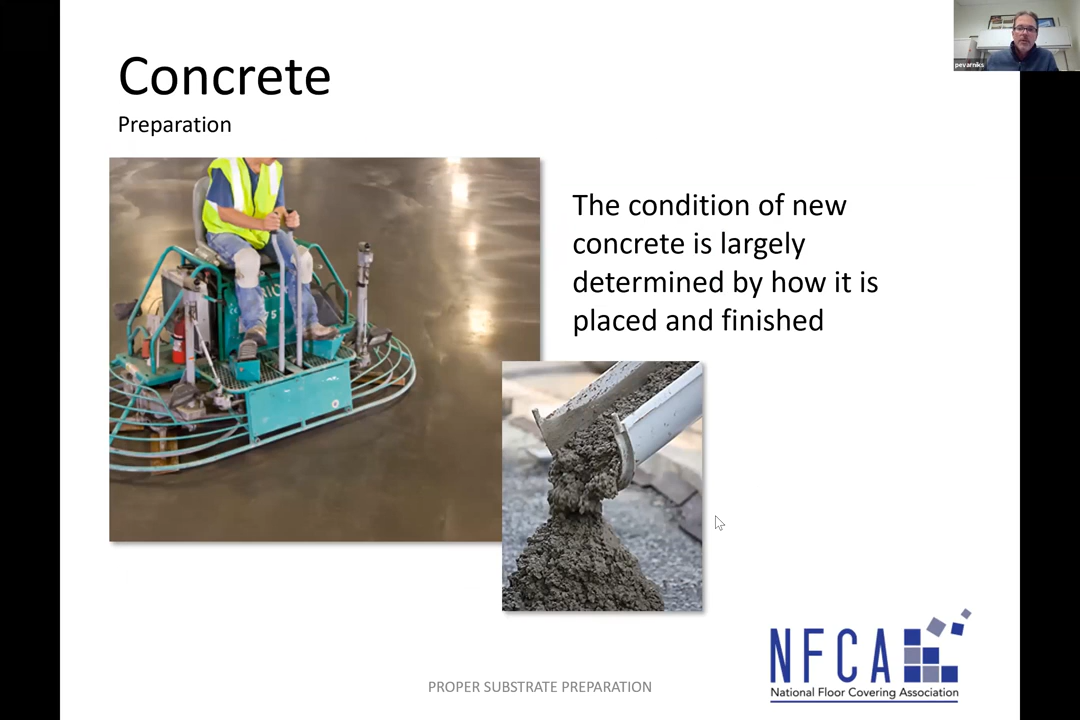 Concrete
Preparation
pevarniks
The condition of new
concrete is largely
determined by how it is
placed and finished
75
PROPER SUBSTRATE PREPARATION
NFCA
National Floor Covering Association